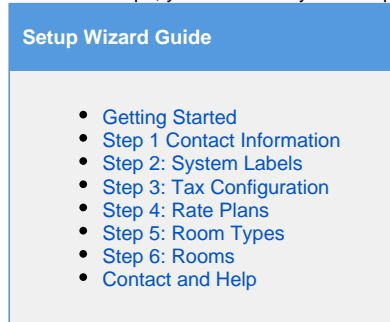 Setup Wizard Guide
Getting Started
Step 1 Contact Information
Step 2: System Labels
Step 3: Tax Configuration
Step 4: Rate Plans
Step 5: Room Types
Step 6: Rooms
Contact and Help